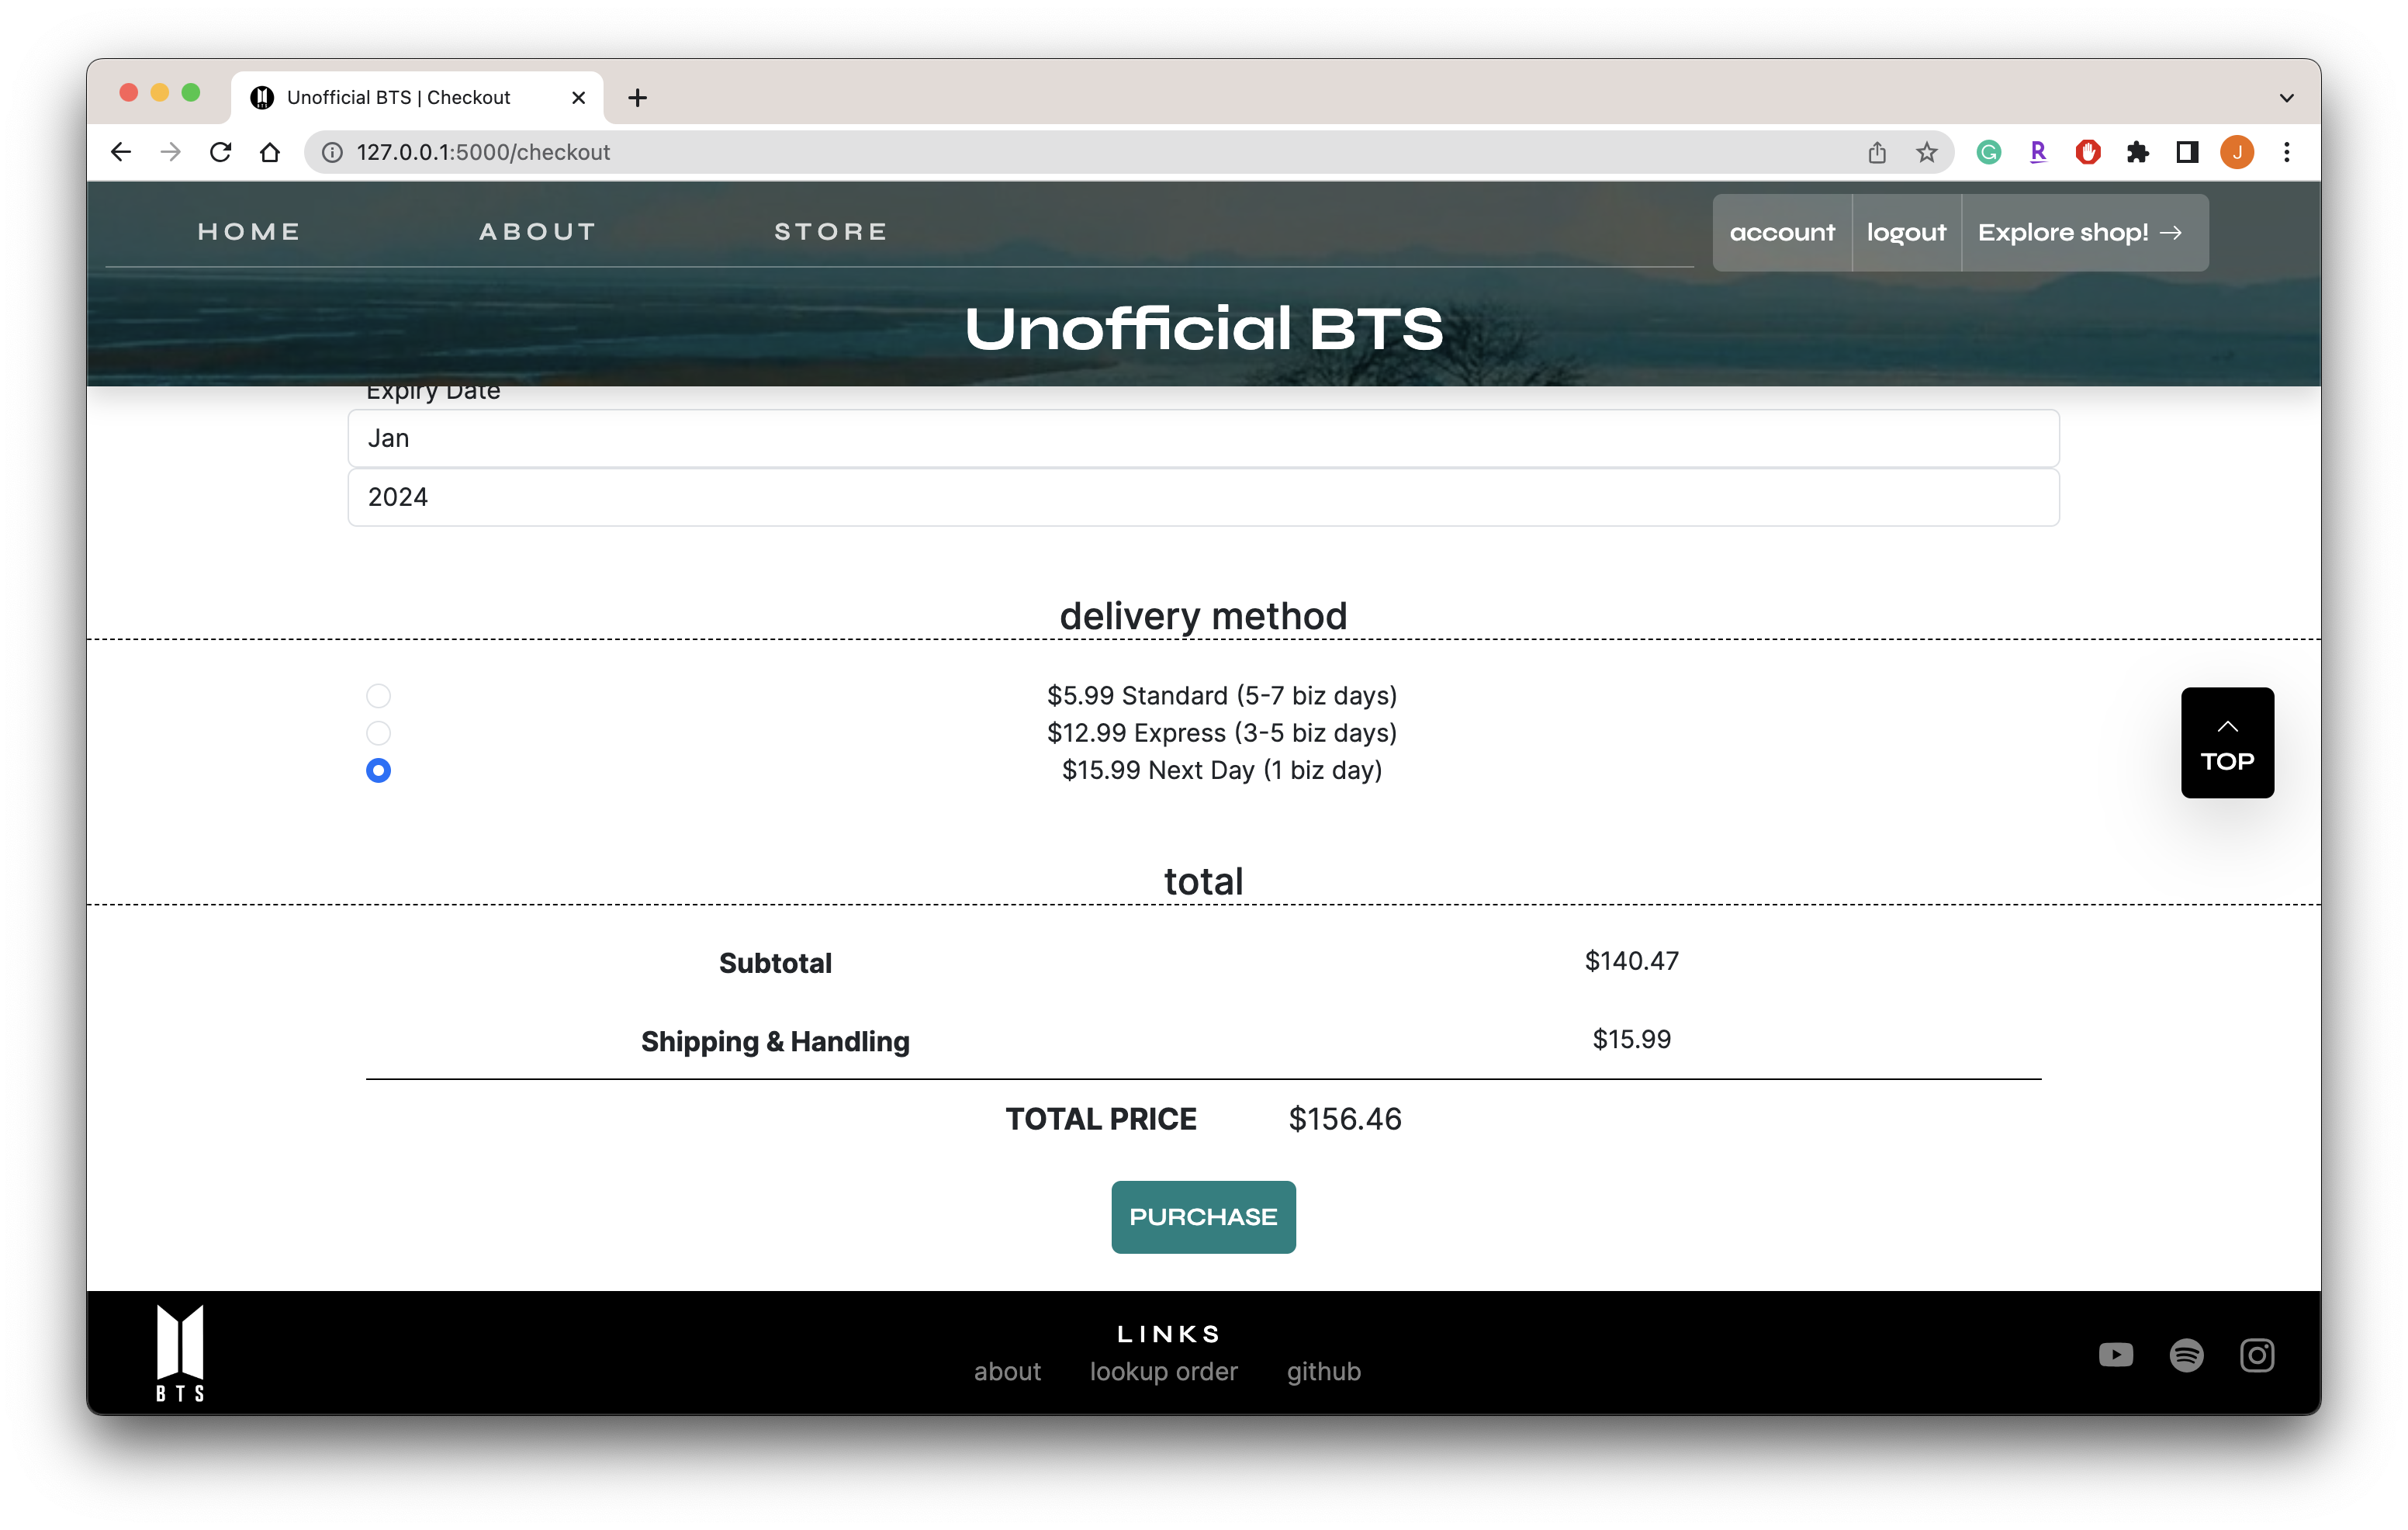 Unofficial BTS | Checkout
127.0.0.1:5000/checkout
R
J
HOME ABOUT STORE
account logout Explore shop! →
Unofficial BTS
Expiry Date
Jan
2024
delivery method
$5.99 Standard (5-7 biz days)
$12.99 Express (3-5 biz days)
$15.99 Next Day (1 biz day)
TOP
total
Subtotal $140.47
Shipping & Handling $15.99
TOTAL PRICE $156.46
PURCHASE
BTS
LINKS
about lookup order github